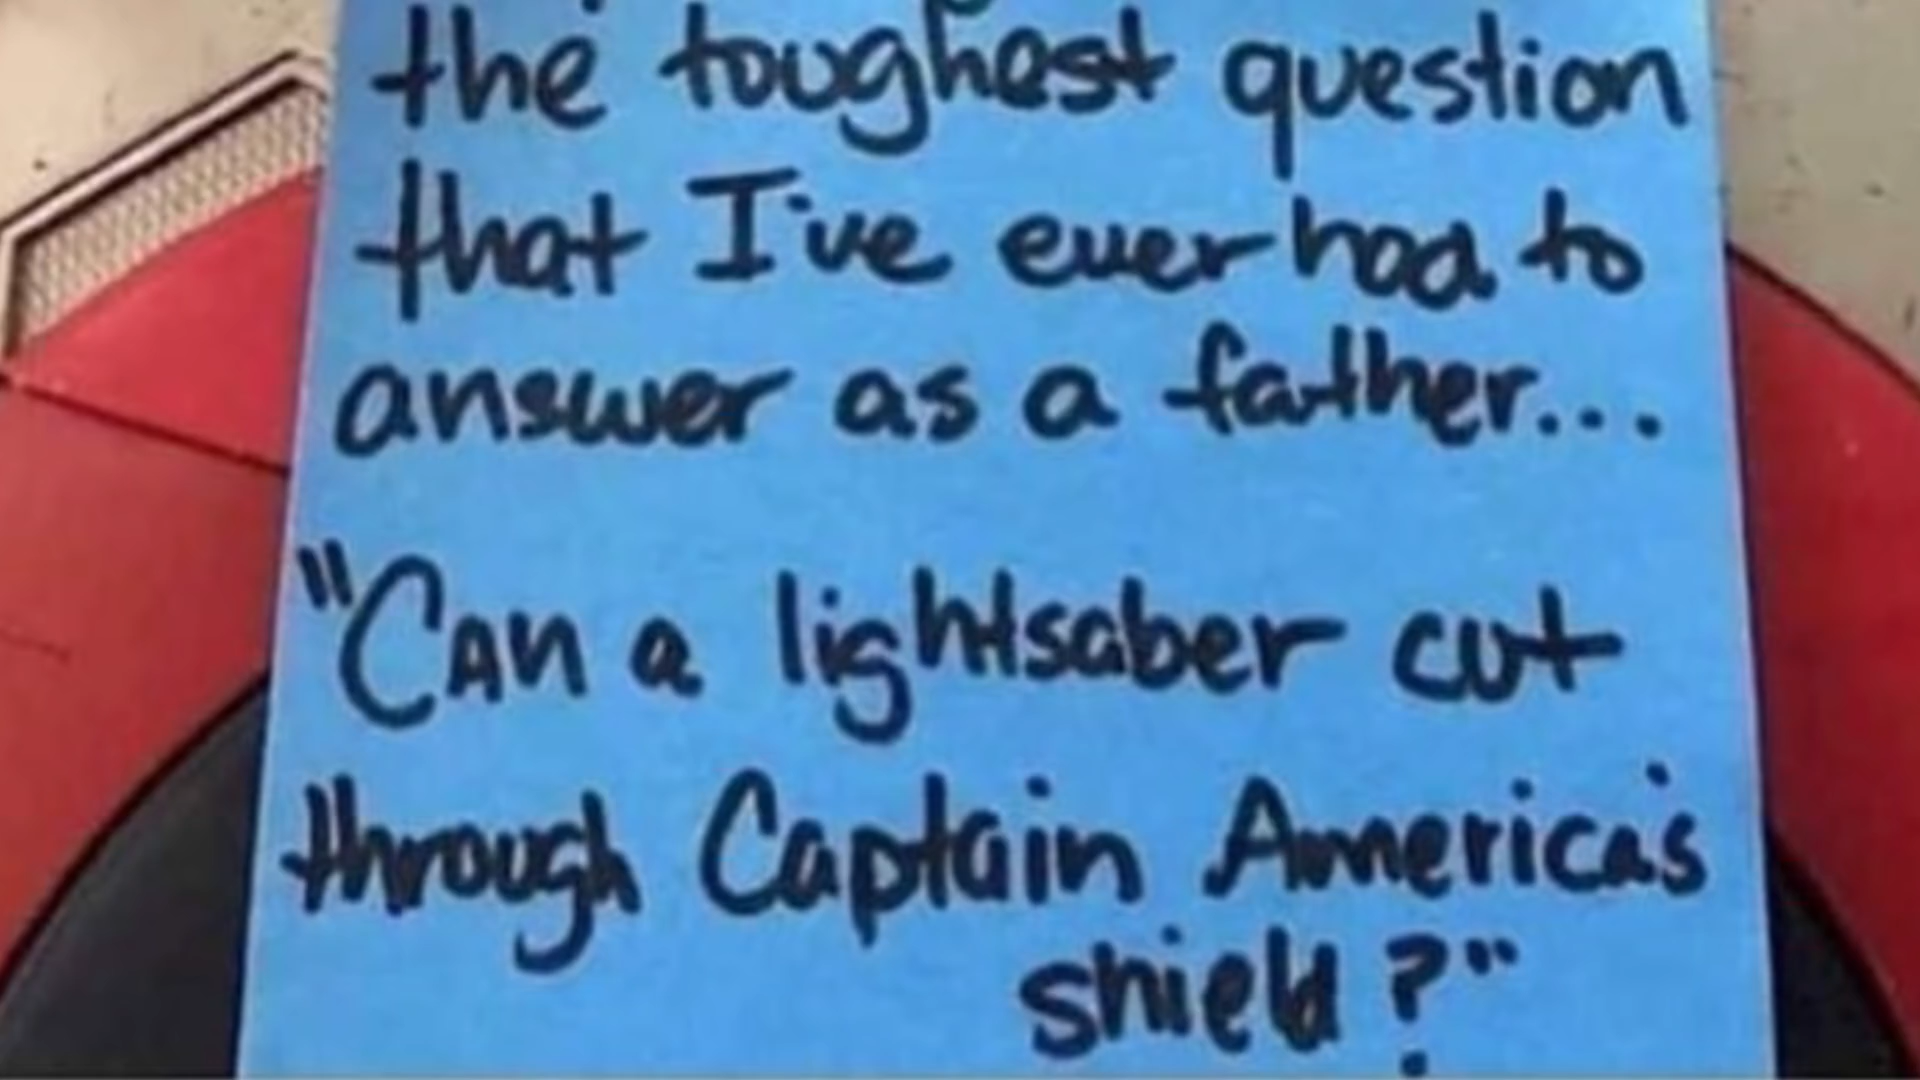 the toughest question
that I've ever had to
answer as a father...
"Can a lightsaber cut
through Captain America's
shield?"